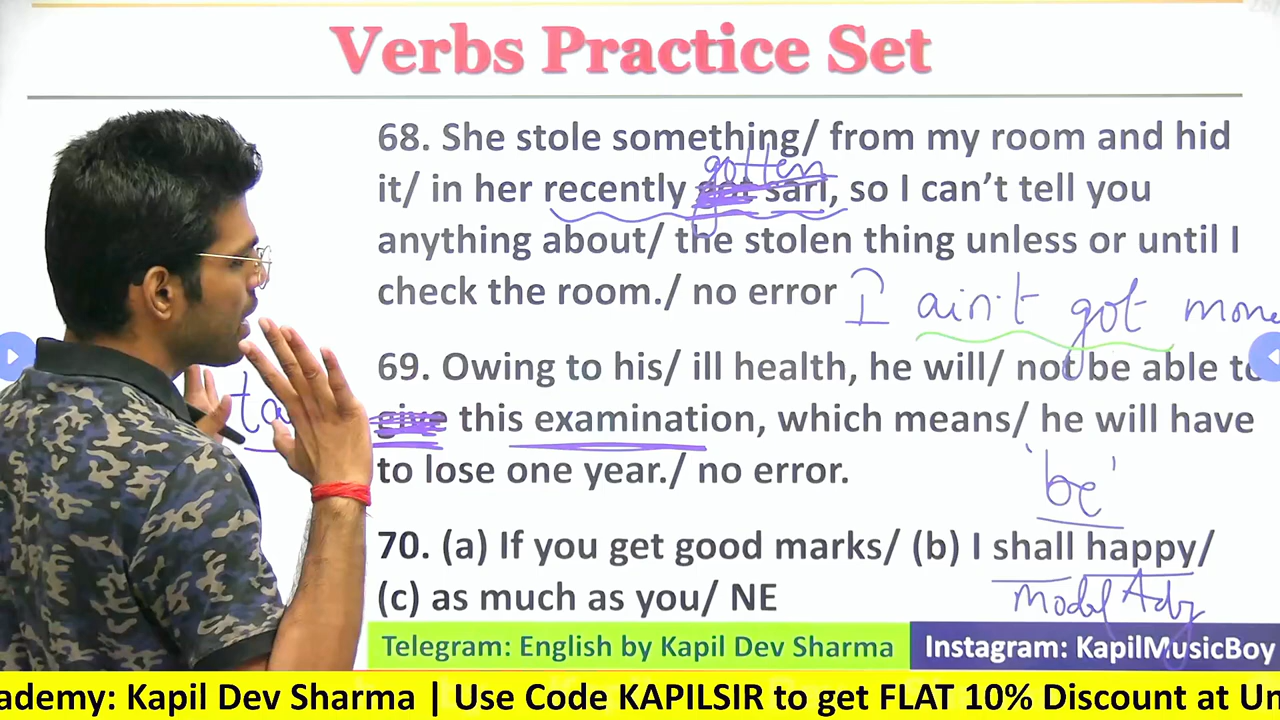 Verbs Practice Set
68. She stole something/ from my room and hid
gotten
it/ in her recently got sari, so I can't tell you
anything about/ the stolen thing unless or until I
check the room./ no error
I ain't got mone
69. Owing to his/ ill health, he will/ not be able to
give this examination, which means/ he will have
to lose one year./ no error.
'be'
70. (a) If you get good marks/ (b) I shall happy/
Modal Adj
(c) as much as you/ NE
Telegram: English by Kapil Dev Sharma
Instagram: KapilMusicBoy
ademy: Kapil Dev Sharma | Use Code KAPILSIR to get FLAT 10% Discount at Un